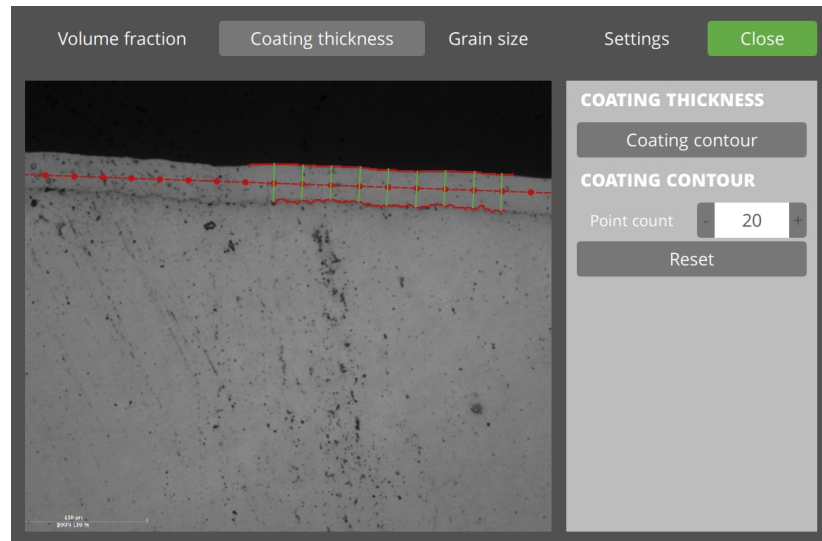 Volume fraction Coating thickness Grain size Settings Close
COATING THICKNESS
Coating contour
COATING CONTOUR
Point count - 20 +
Reset